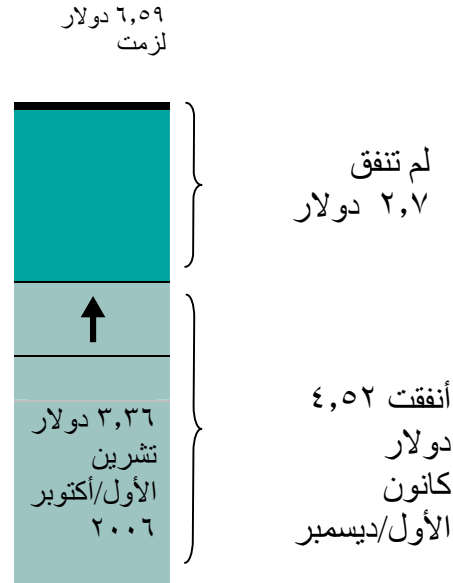 ٦,٥٩ دولار
لزمت
لم تنفق
٢,٧ دولار
أنفقت ٤,٥٢
دولار
كانون
الأول/ديسمبر
٣,٣٦ دولار
تشرين
الأول/أكتوبر
٢٠٠٦